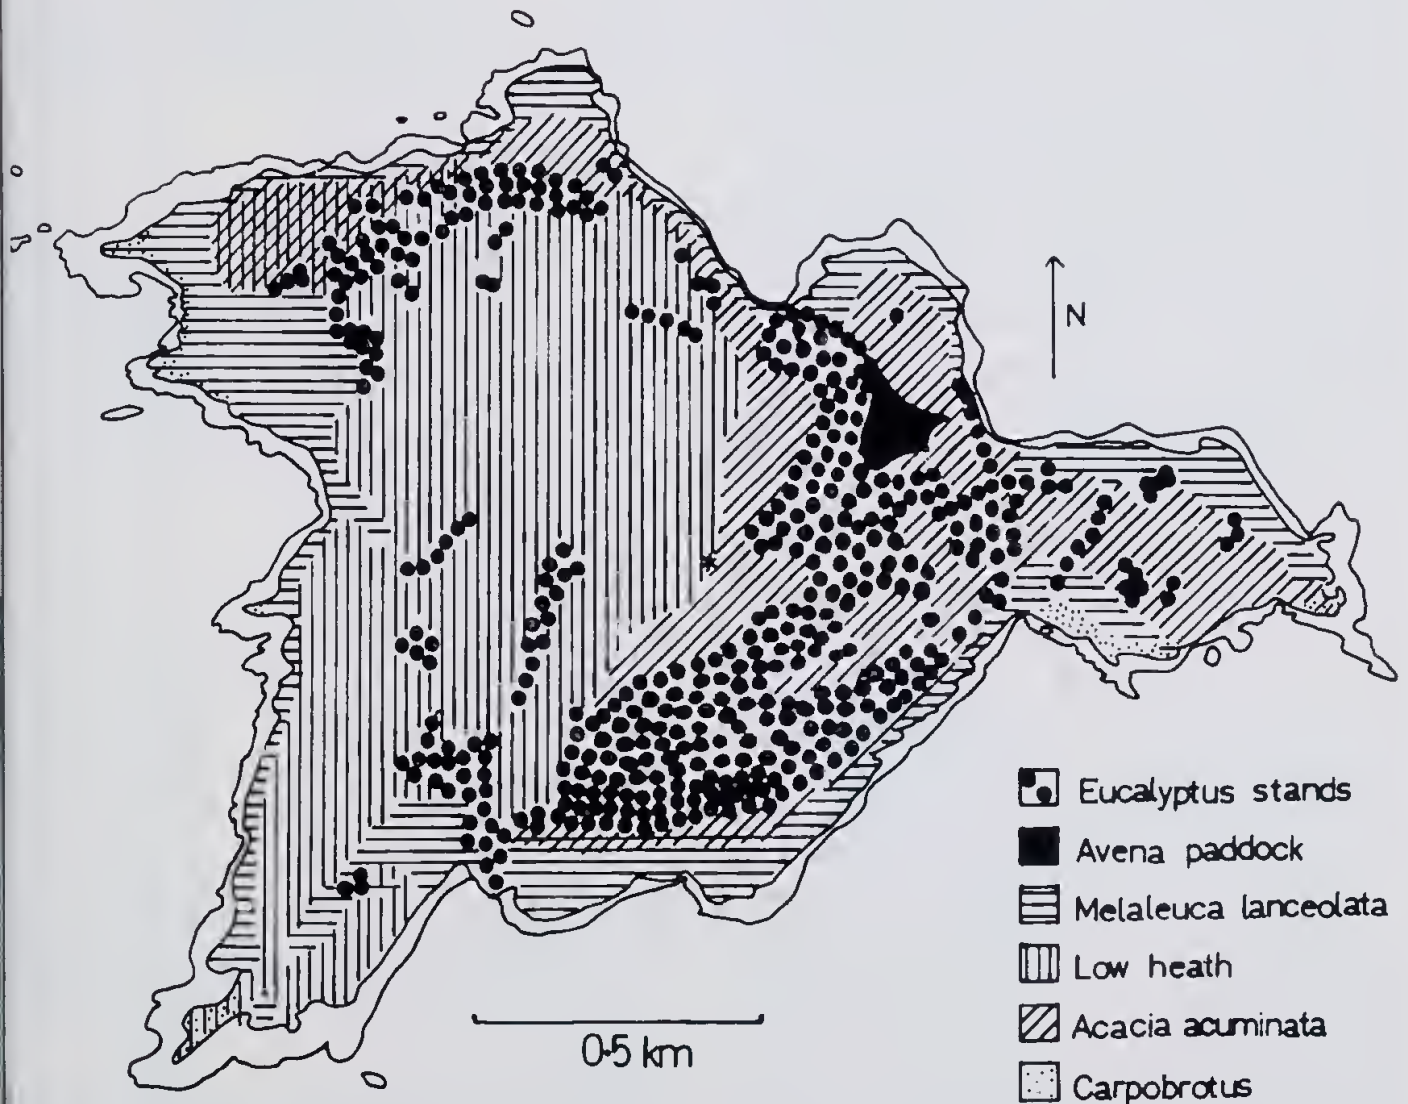 N
Eucalyptus stands
Avena paddock
Melaleuca lanceolata
Low heath
Acacia acuminata
Carpobrotus
0.5 km